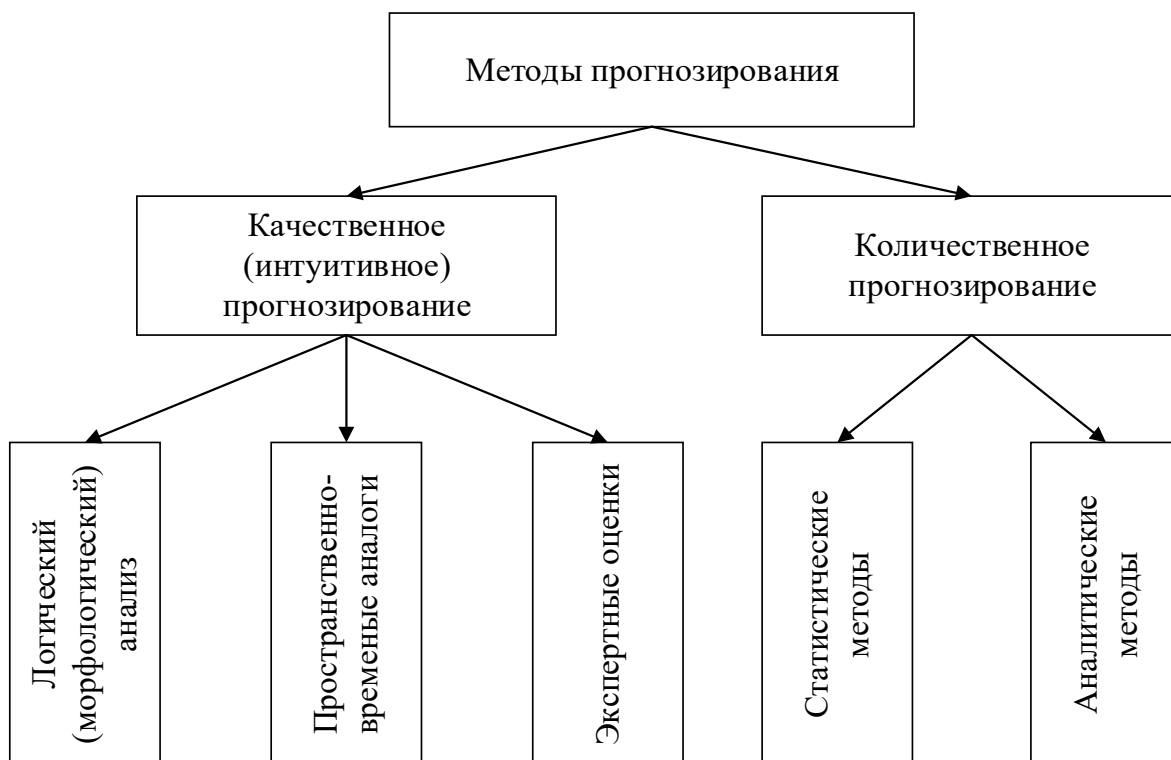 Методы прогнозирования
Качественное
(интуитивное)
прогнозирование
Количественное
прогнозирование
Логический
(морфологический)
анализ
Пространственно-
временые аналоги
Экспертные оценки
Статистические
методы
Аналитические
методы